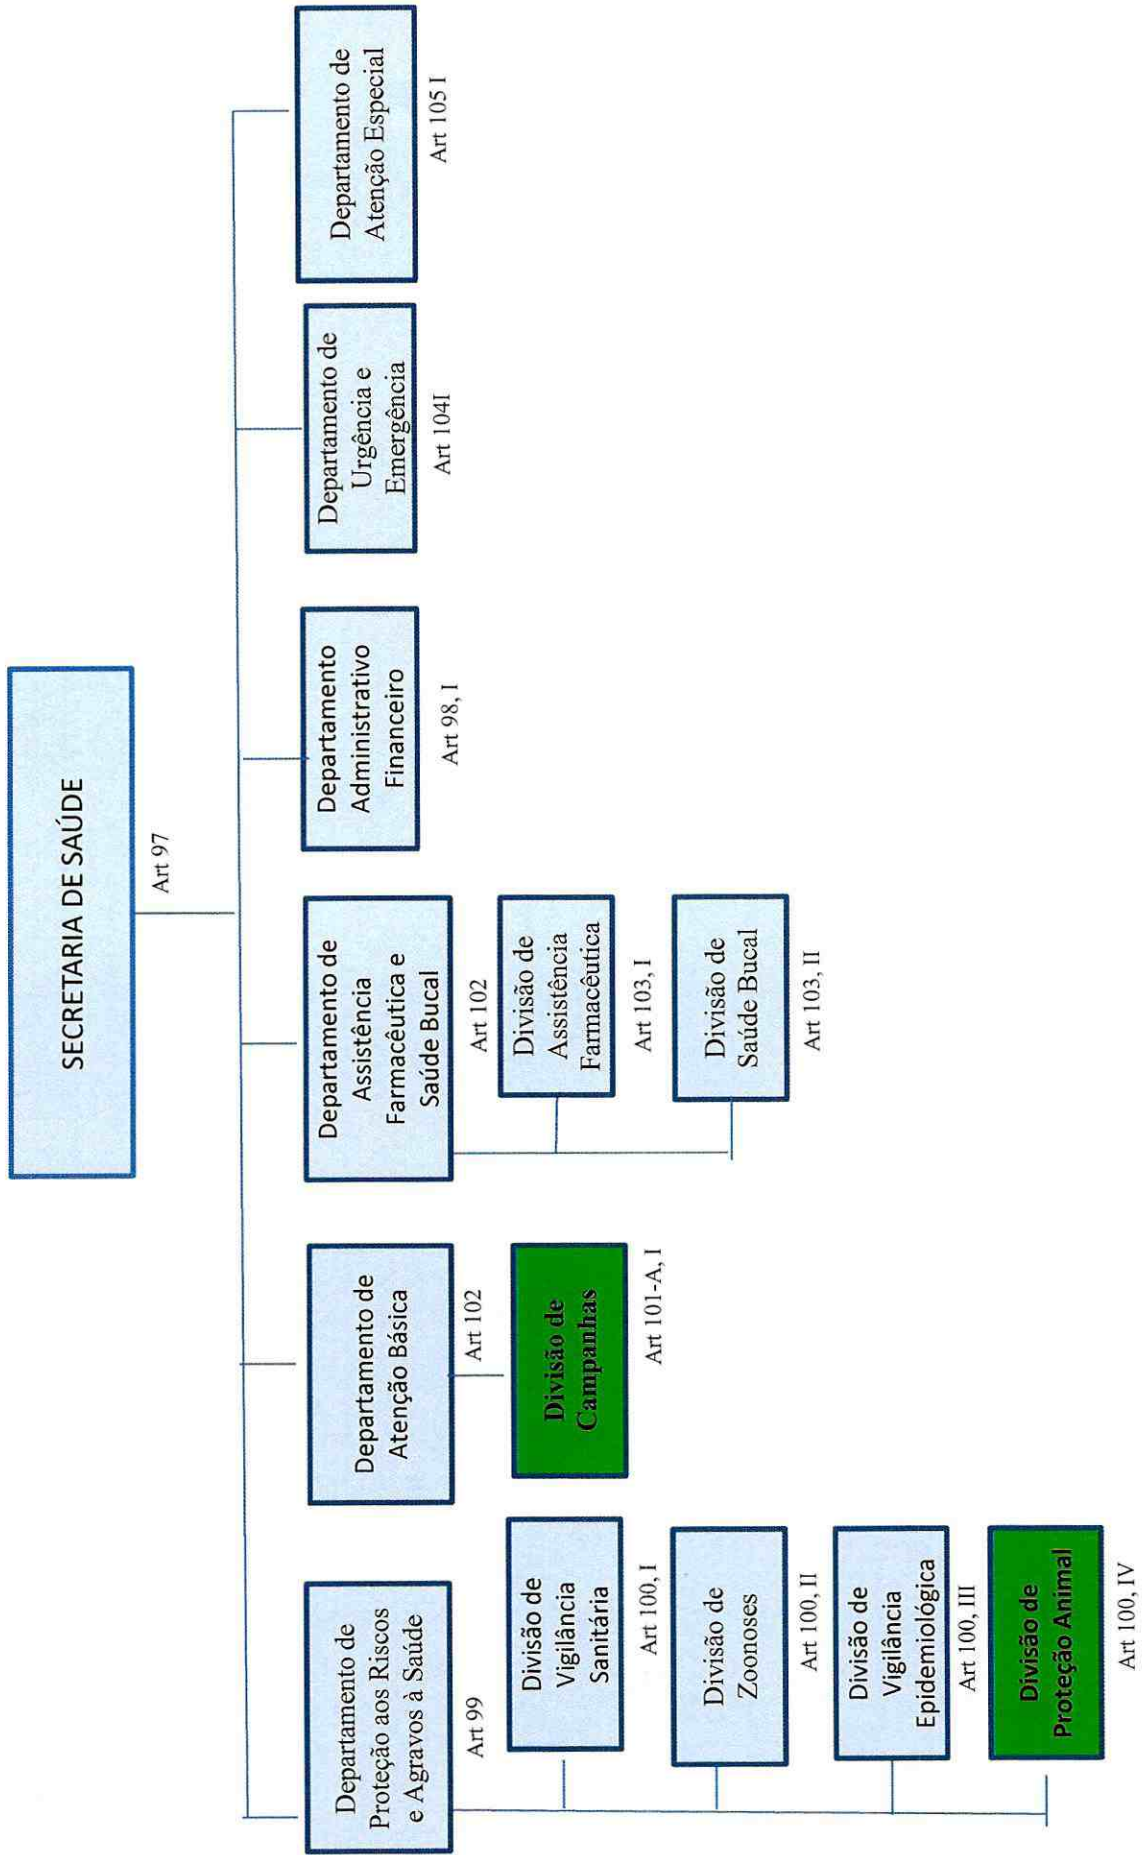 SECRETARIA DE SAÚDE
Art 97
Departamento de
Proteção aos Riscos
e Agravos à Saúde
Art 99
Divisão de
Vigilância
Sanitária
Art 100, I
Divisão de
Zoonoses
Art 100, II
Divisão de
Vigilância
Epidemiológica
Art 100, III
Divisão de
Proteção Animal
Art 100, IV
Departamento de
Atenção Básica
Art 102
Divisão de
Campanhas
Art 101-A, I
Departamento de
Assistência
Farmacêutica e
Saúde Bucal
Art 102
Divisão de
Assistência
Farmacêutica
Art 103, I
Divisão de
Saúde Bucal
Art 103, II
Departamento
Administrativo
Financeiro
Art 98, I
Departamento de
Urgência e
Emergência
Art 104I
Departamento de
Atenção Especial
Art 105 I